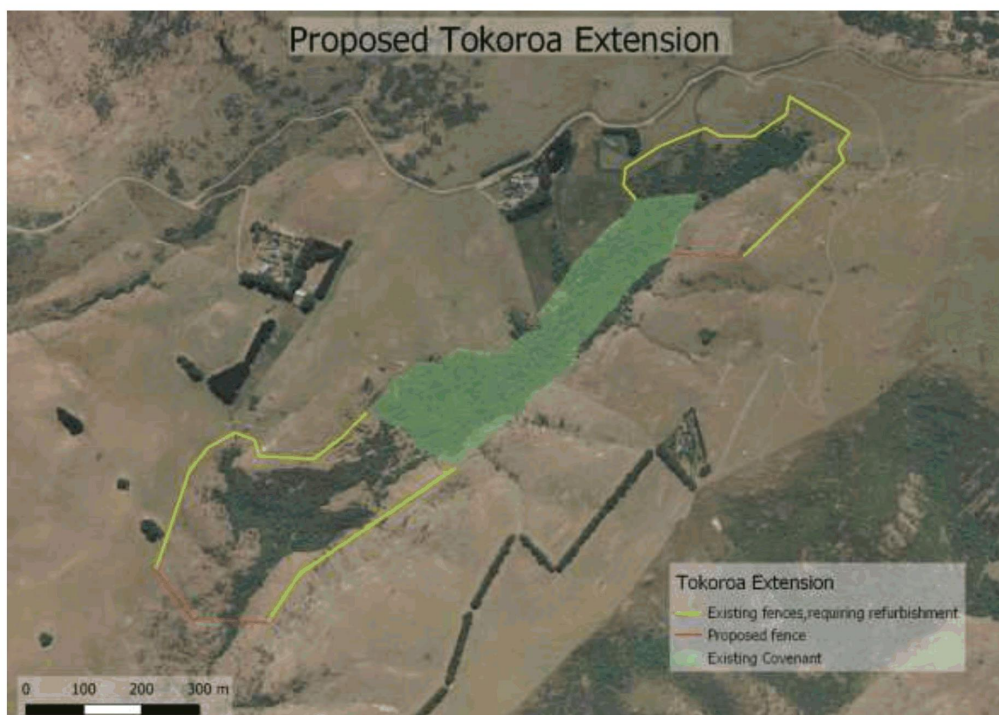 Proposed Tokoroa Extension
Tokoroa Extension
Existing fences,requiring refurbishment
Proposed fence
Existing Covenant
0 100 200 300 m